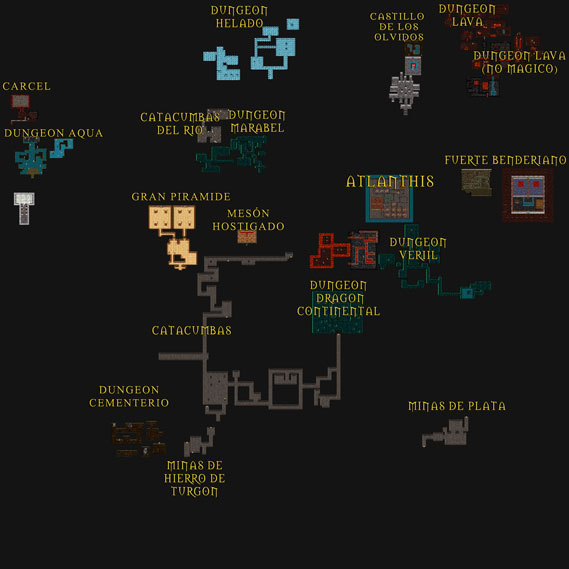 DUNGEON
HELADO
CASTILLO
DE LOS
OLVIDOS
DUNGEON
LAVA
DUNGEON LAVA
(NO MAGICO)
CARCEL
DUNGEON AQUA
CATACUMBAS
DEL RIO
DUNGEON
MARABEL
FUERTE BENDERIANO
ATLANTHIS
GRAN PIRAMIDE
MESÓN
HOSTIGADO
DUNGEON
VERIIL
DUNGEON
DRAGON
CONTINENTAL
CATACUMBAS
DUNGEON
CEMENTERIO
MINAS DE PLATA
MINAS DE
HIERRO DE
TURGON